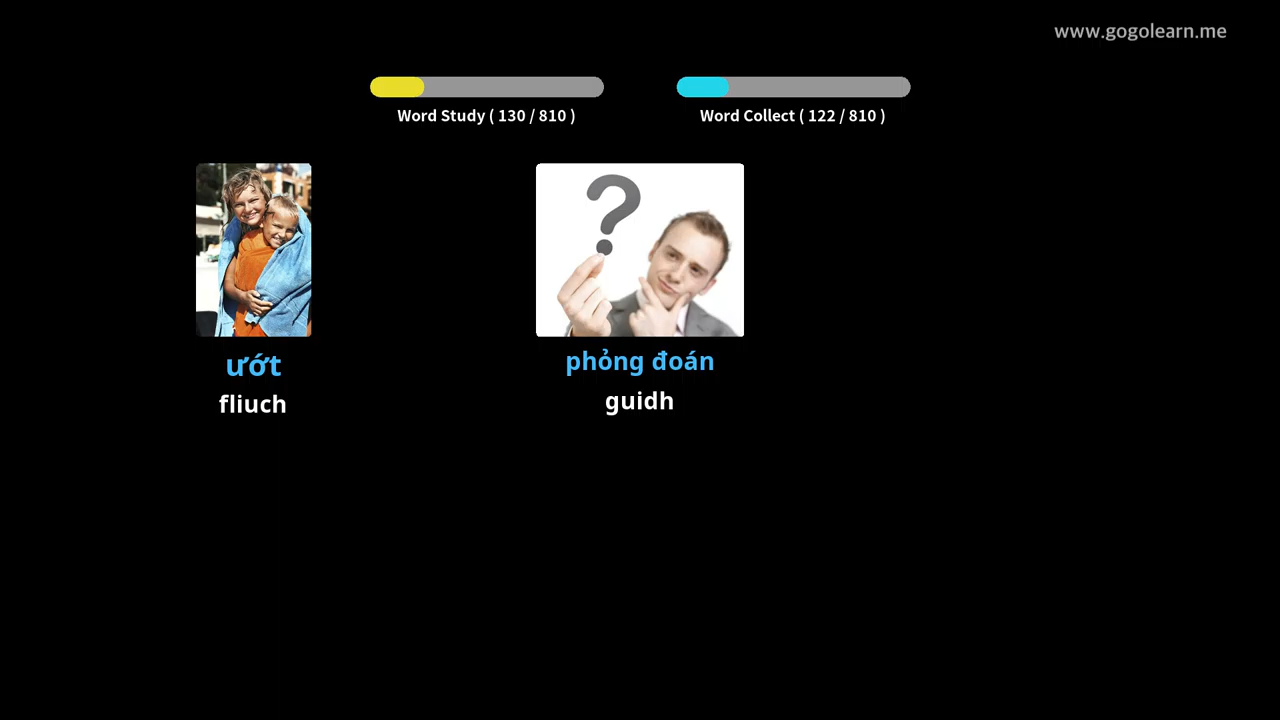 www.gogolearn.me
Word Study ( 130 / 810 )
Word Collect ( 122 / 810 )
ướt
fliuch
phỏng đoán
guidh